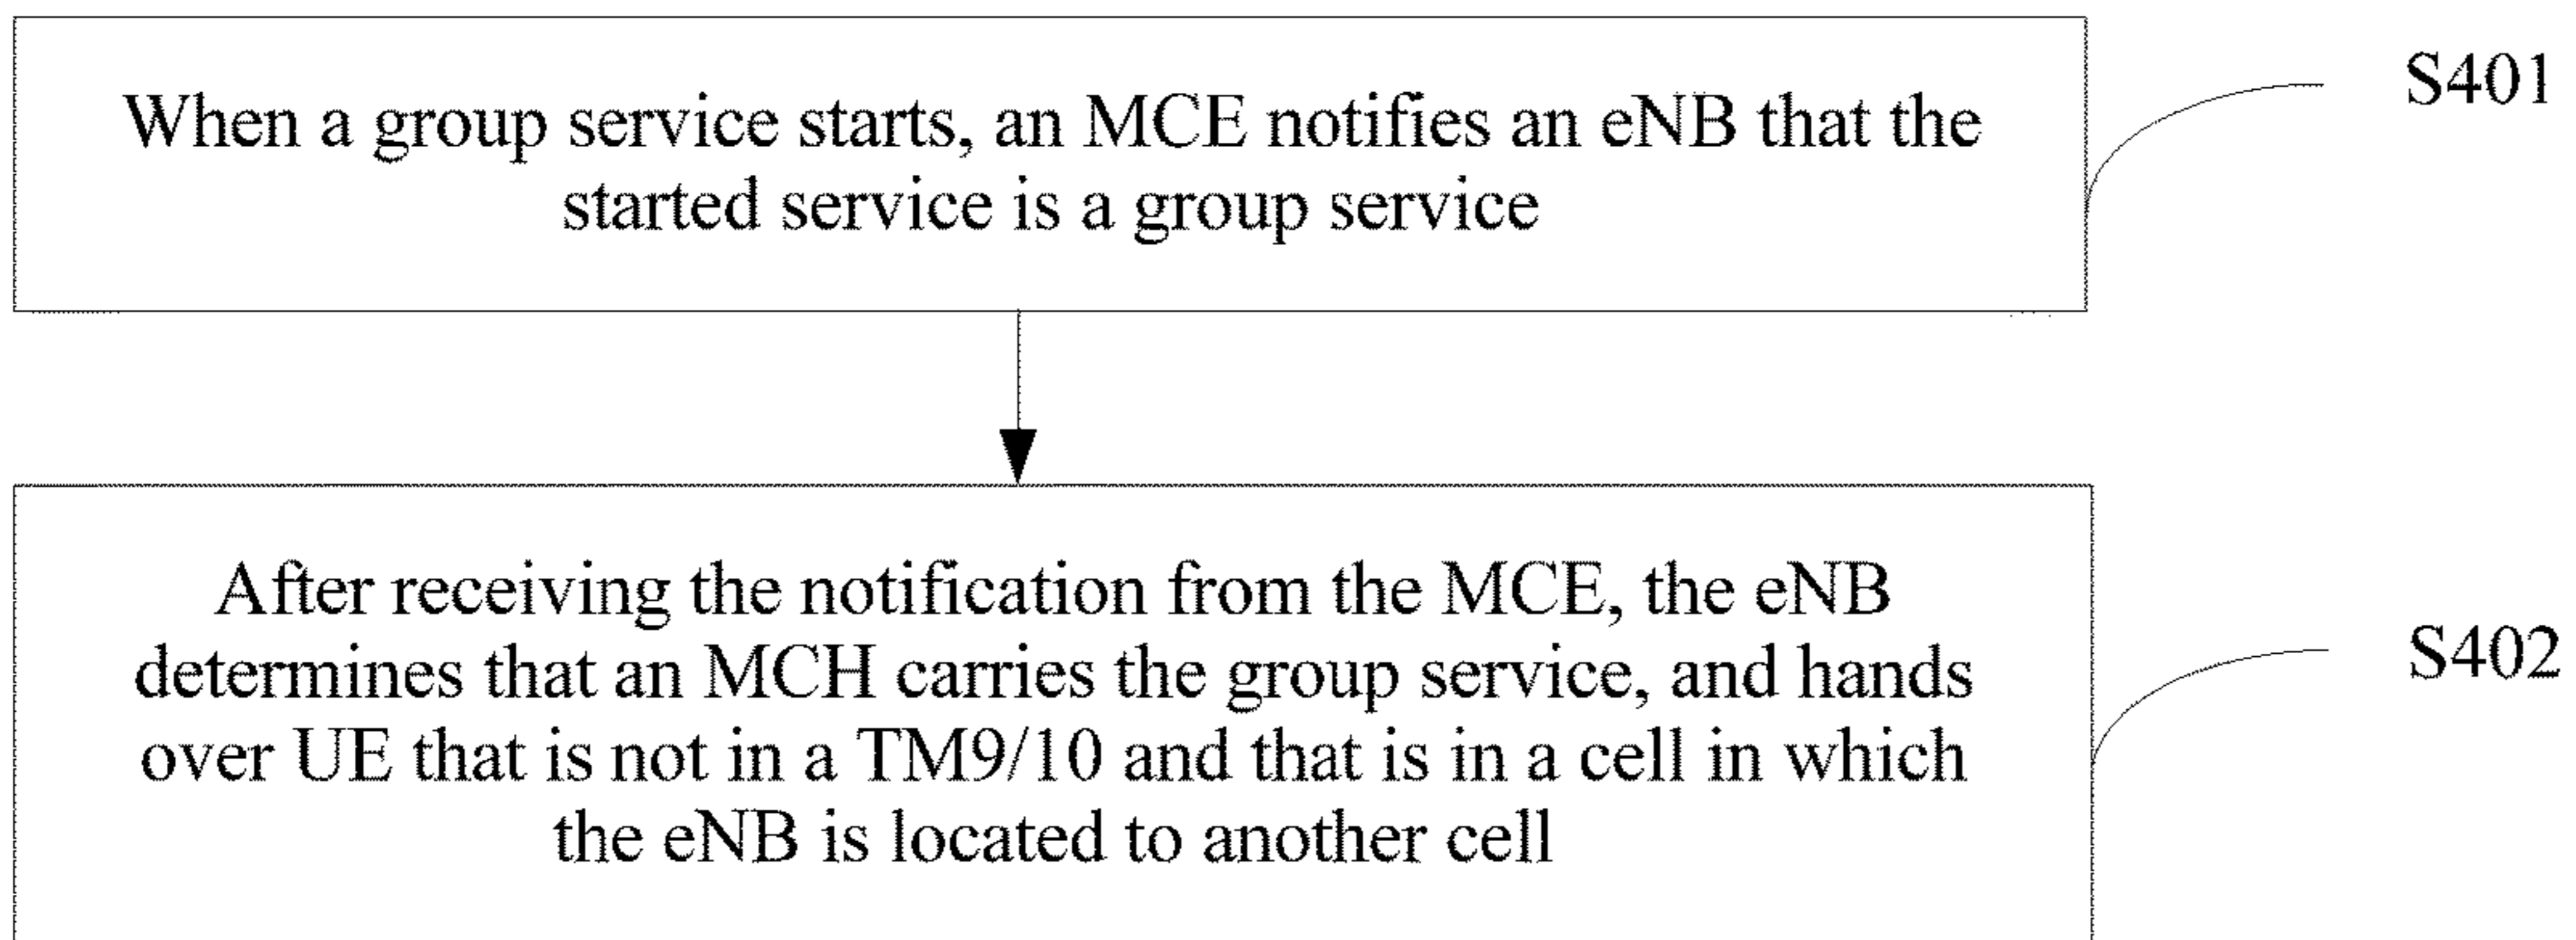 When a group service starts, an MCE notifies an eNB that the
started service is a group service
S401
After receiving the notification from the MCE, the eNB
determines that an MCH carries the group service, and hands
over UE that is not in a TM9/10 and that is in a cell in which
the eNB is located to another cell
S402